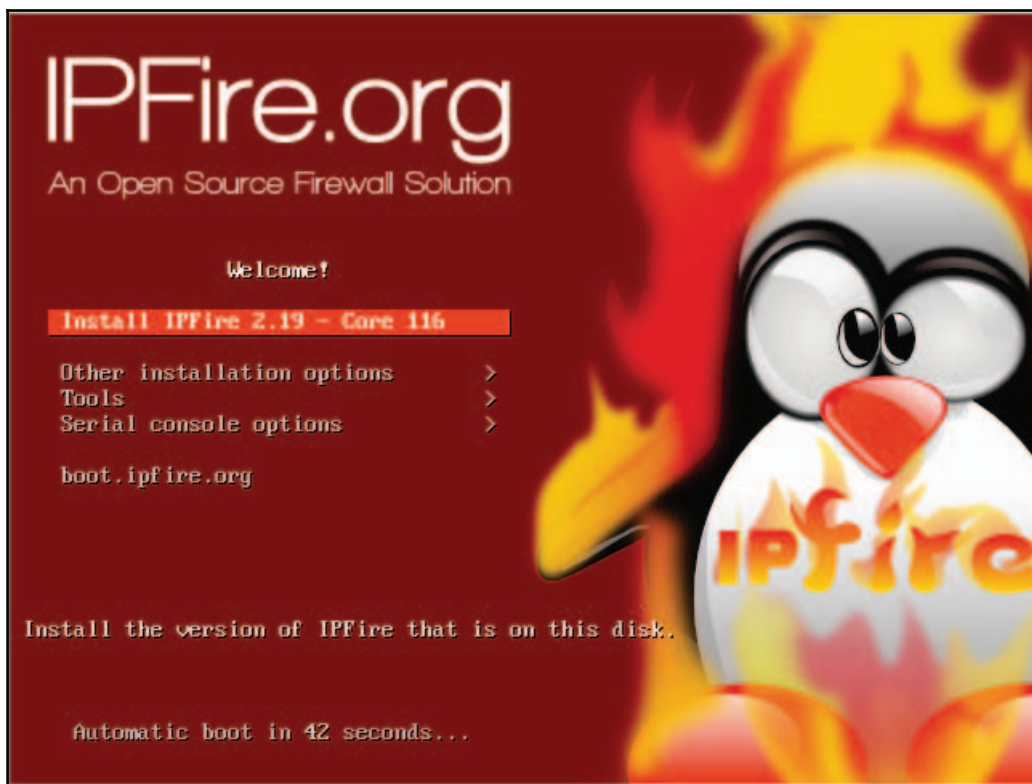 IPFire.org
An Open Source Firewall Solution
Welcome!
Install IPFire 2.19 - Core 116
Other installation options >
Tools >
Serial console options >
boot.ipfire.org
IPfire
Install the version of IPFire that is on this disk.
Automatic boot in 42 seconds...